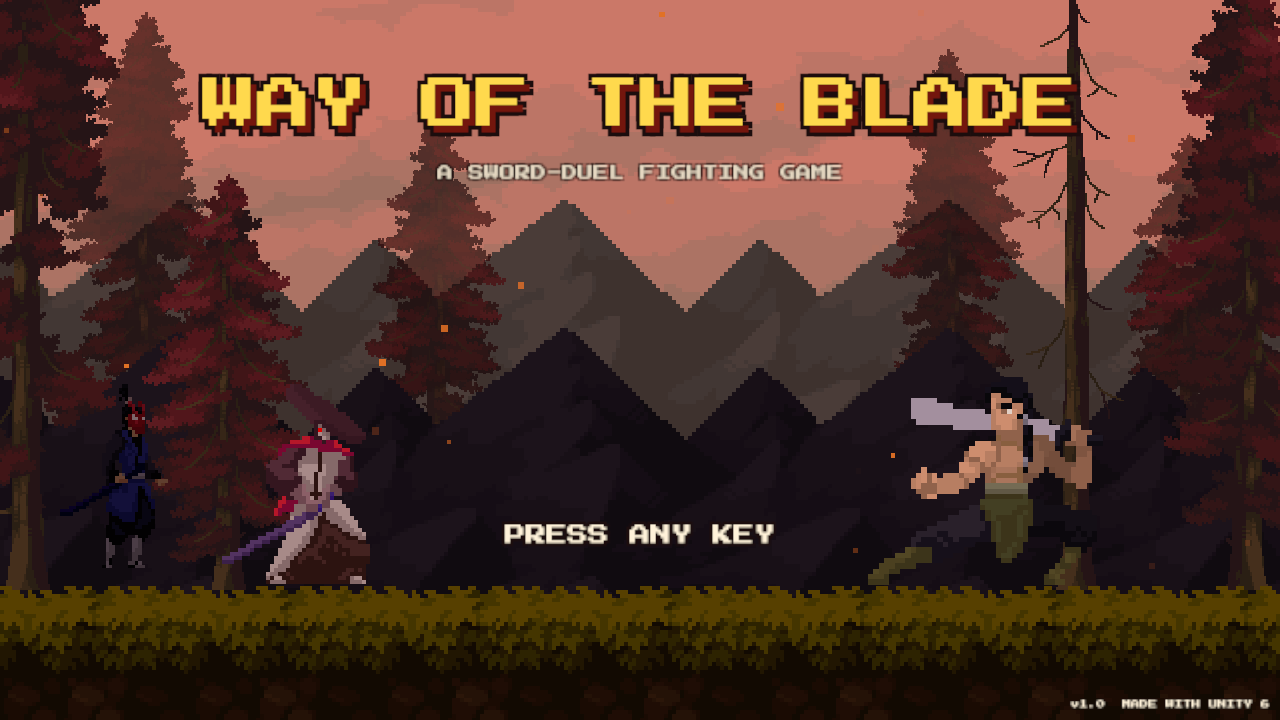 WAY OF THE BLADE
A SWORD-DUEL FIGHTING GAME
PRESS ANY KEY
v1.0 MADE WITH UNITY 6